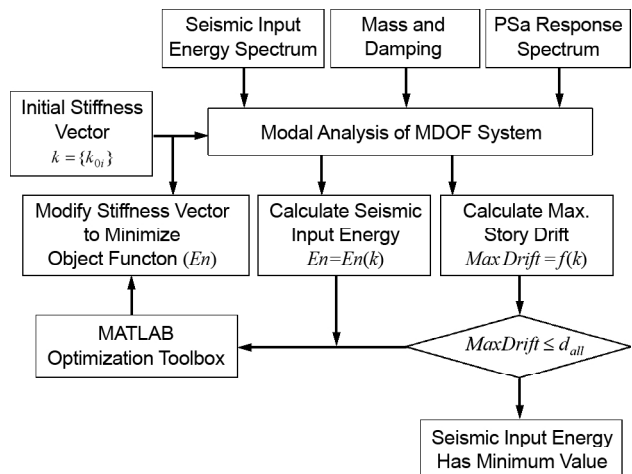 Seismic Input
Energy Spectrum
Mass and
Damping
PSa Response
Spectrum
Initial Stiffness
Vector
k = {k0i}
Modal Analysis of MDOF System
Modify Stiffness Vector
to Minimize
Object Functon (En)
Calculate Seismic
Input Energy
En=En(k)
Calculate Max.
Story Drift
Max Drift = f(k)
MATLAB
Optimization Toolbox
MaxDrift ≤ dall
Seismic Input Energy
Has Minimum Value